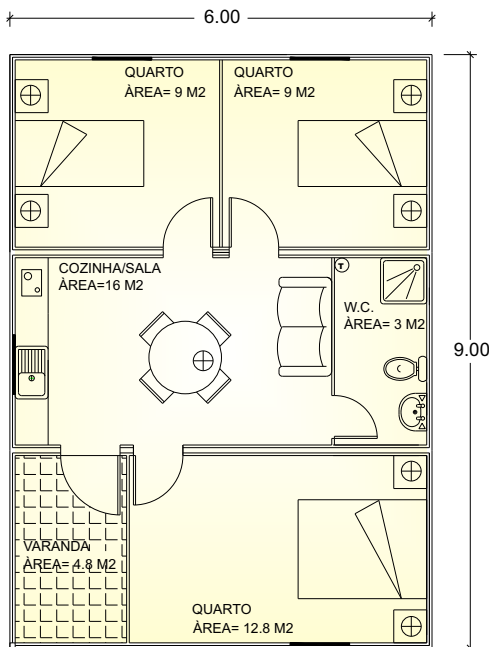 6.00
QUARTO
ÀREA= 9 M2
QUARTO
ÀREA= 9 M2
COZINHA/SALA
ÀREA=16 M2
T
W.C.
ÀREA= 3 M2
9.00
VARANDA
ÀREA= 4.8 M2
QUARTO
ÀREA= 12.8 M2